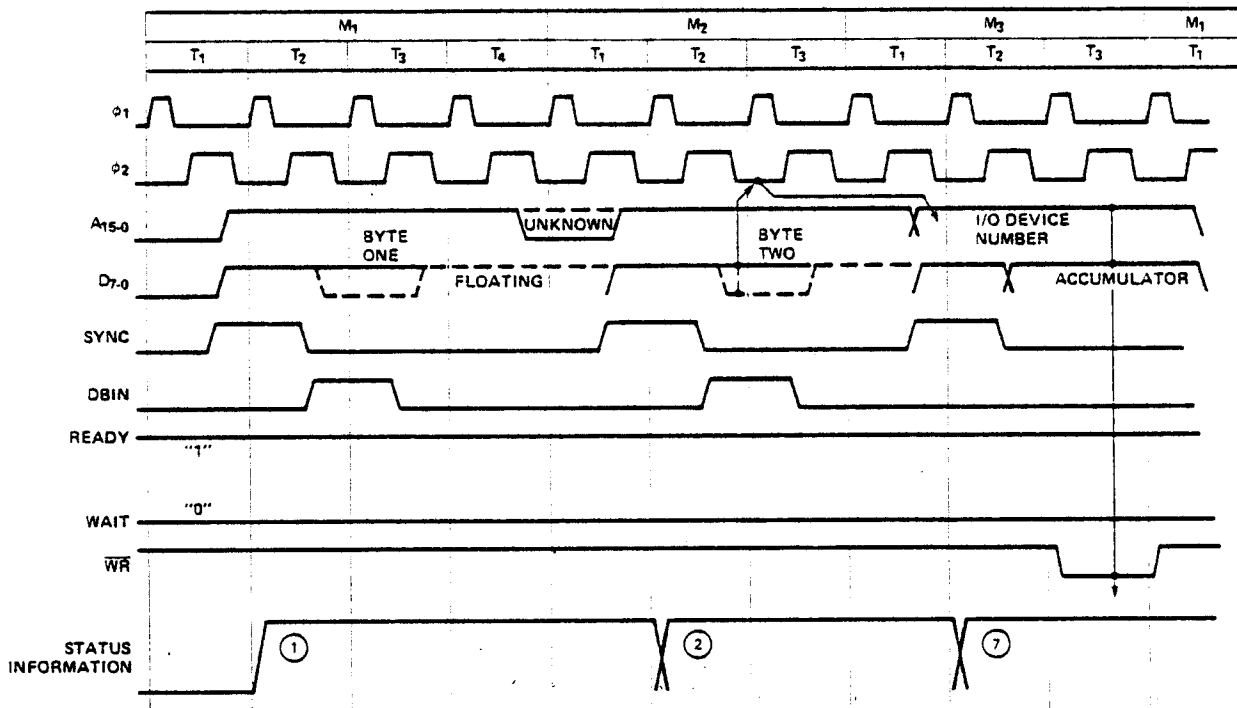 M1 M2 M3 M1
T1 T2 T3 T4 T1 T2 T3 T1 T2 T3 T1
φ1
φ2
A15-0 UNKNOWN I/O DEVICE
NUMBER
BYTE
ONE
BYTE
TWO
D7-0 FLOATING ACCUMULATOR
SYNC
DBIN
READY
"1"
"0"
WAIT
W̅R̅
STATUS
INFORMATION
1 2 7